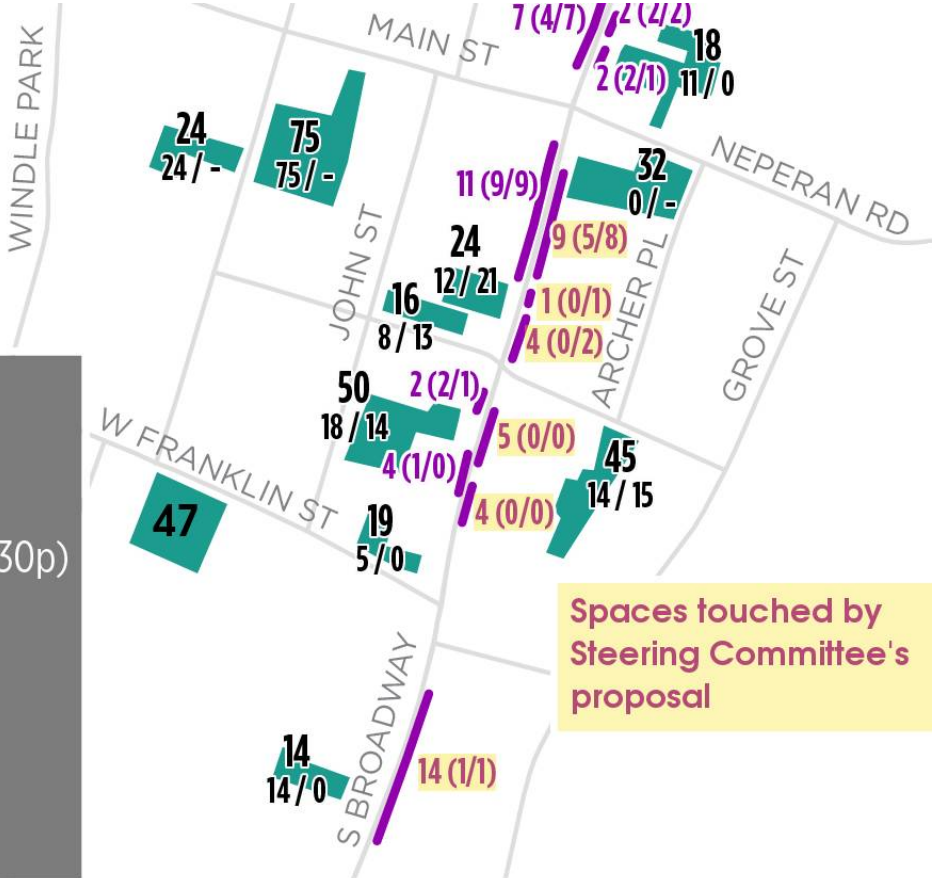 7 (4/7)
2 (2/2)
MAIN ST
18
2 (2/1)
11 / 0
WINDLE PARK
24
24 / -
75
75 / -
NEPERAN RD
32
0 / -
11 (9/9)
9 (5/8)
JOHN ST
24
12 / 21
ARCHER PL
GROVE ST
16
8 / 13
1 (0/1)
4 (0/2)
50
18 / 14
2 (2/1)
5 (0/0)
W FRANKLIN ST
4 (1/0)
45
14 / 15
47
19
5 / 0
4 (0/0)
30p)
Spaces touched by
Steering Committee's
proposal
S BROADWAY
14
14 / 0
14 (1/1)